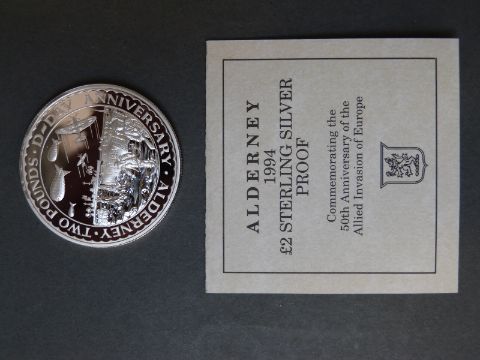 D-DAY ANNIVERSARY · ALDERNEY · TWO POUNDS ·
ALDERNEY
1994
£2 STERLING SILVER
PROOF
Commemorating the
50th Anniversary of the
Allied Invasion of Europe